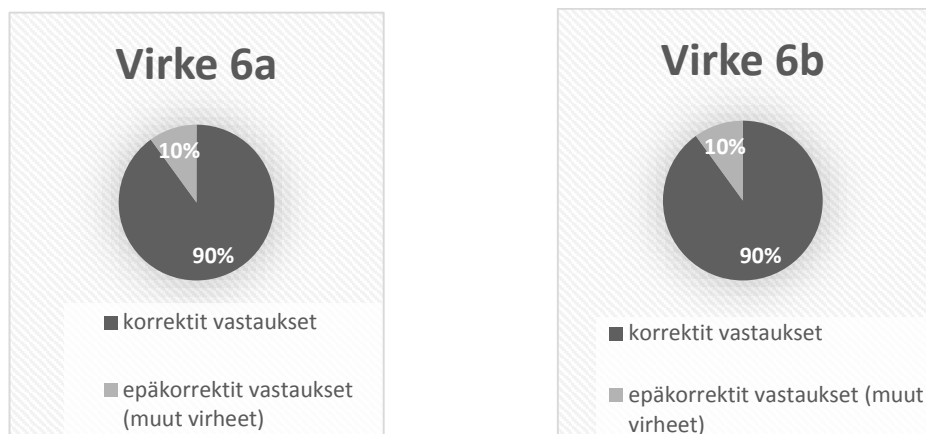 Virke 6a
10%
90%
korrektit vastaukset
epäkorrektit vastaukset
(muut virheet)
Virke 6b
10%
90%
korrektit vastaukset
epäkorrektit vastaukset (muut
virheet)